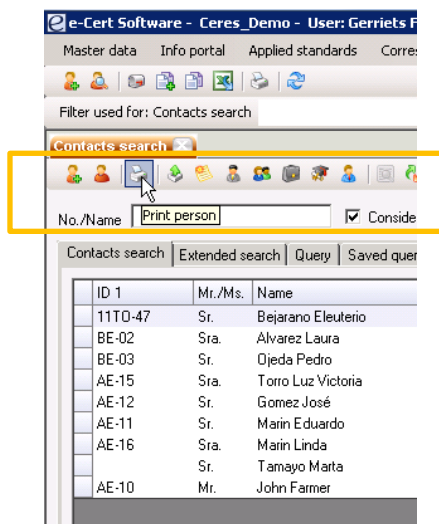 e-Cert Software - Ceres_Demo - User: Gerriets F
Master data Info portal Applied standards Corres
Filter used for: Contacts search
Contacts search
No./Name Print person Conside
Contacts search Extended search Query Saved quer
ID 1 Mr./Ms. Name
11TO-47 Sr. Bejarano Eleuterio
BE-02 Sra. Alvarez Laura
BE-03 Sr. Ojeda Pedro
AE-15 Sra. Torro Luz Victoria
AE-12 Sr. Gomez José
AE-11 Sr. Marin Eduardo
AE-16 Sra. Marin Linda
Sr. Tamayo Marta
AE-10 Mr. John Farmer